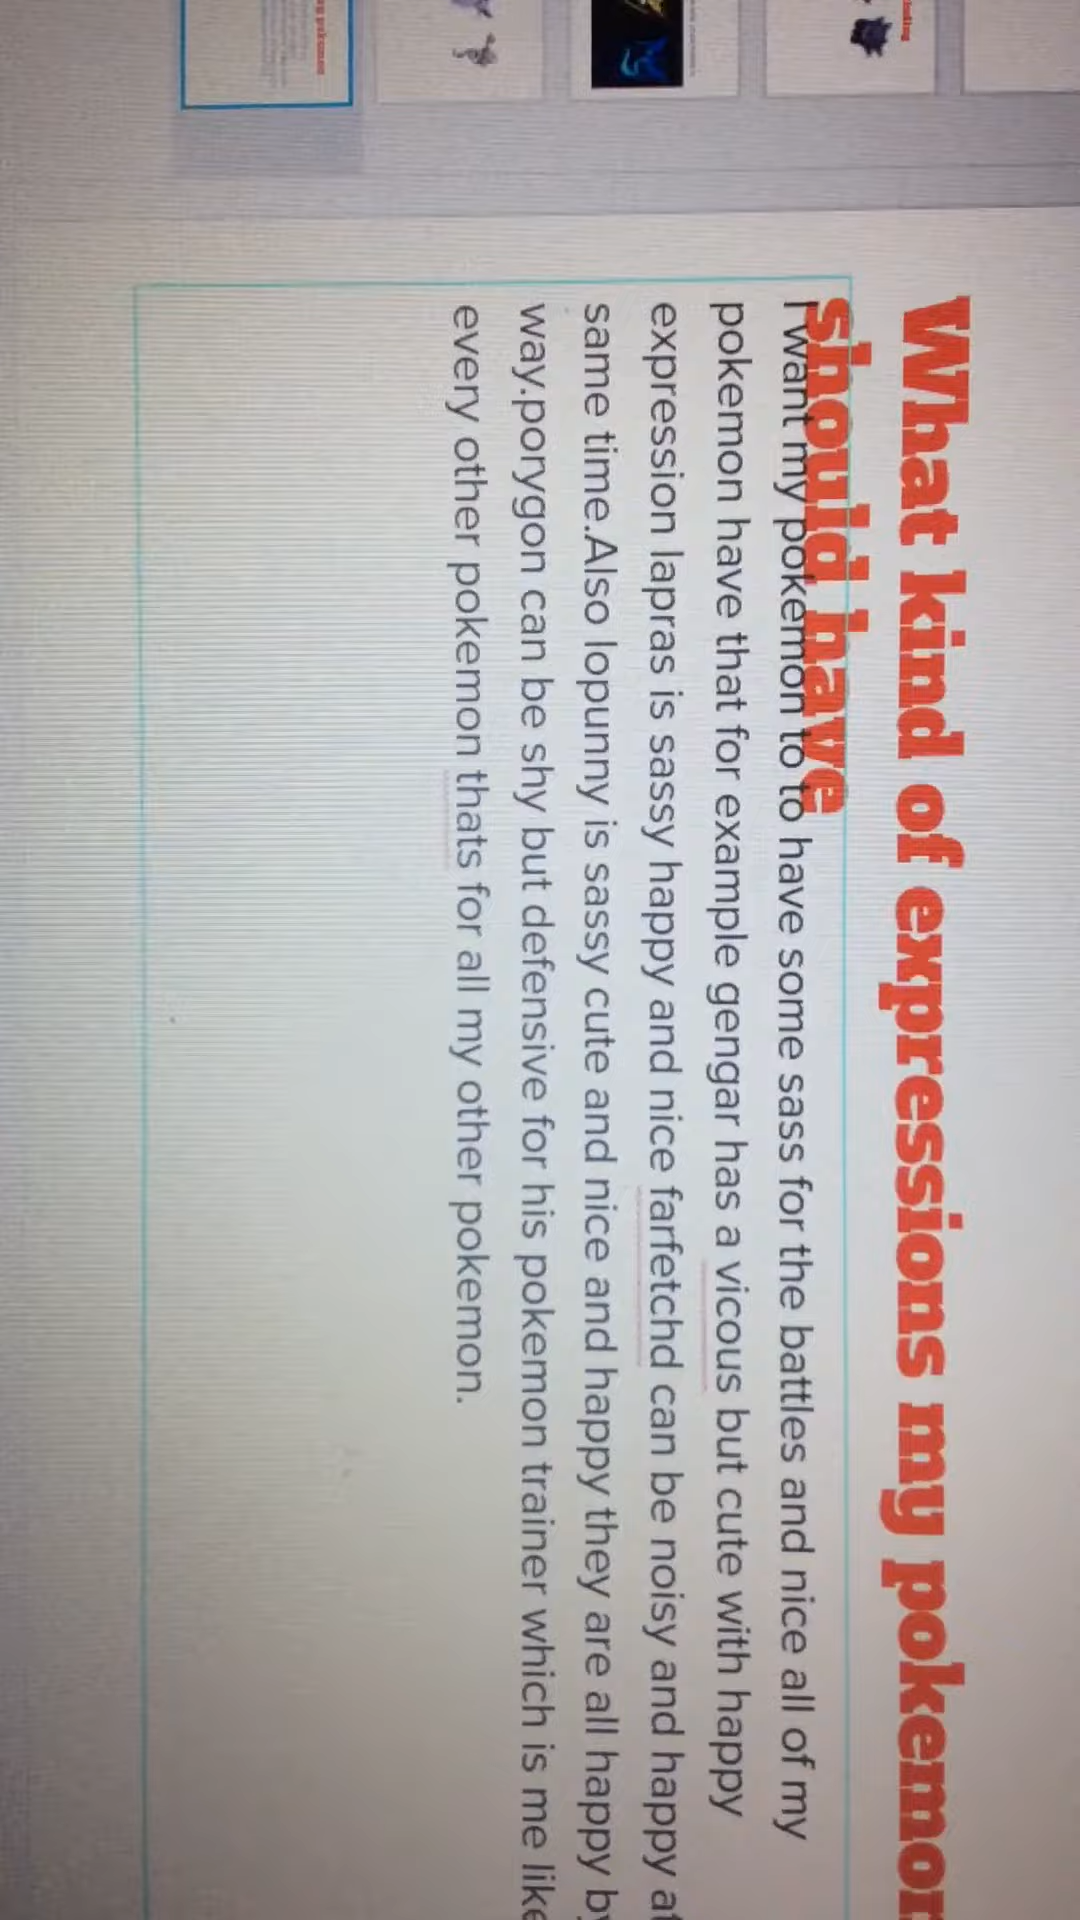 What kind of expressions my pokemon
should have
I want my pokemon to to have some sass for the battles and nice all of my
pokemon have that for example gengar has a vicous but cute with happy
expression lapras is sassy happy and nice farfetchd can be noisy and happy at
same time.Also lopunny is sassy cute and nice and happy they are all happy by
way.porygon can be shy but defensive for his pokemon trainer which is me like
every other pokemon thats for all my other pokemon.